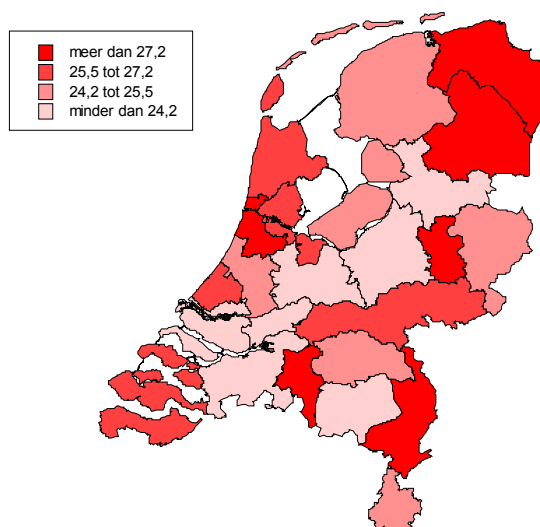 meer dan 27,2
25,5 tot 27,2
24,2 tot 25,5
minder dan 24,2